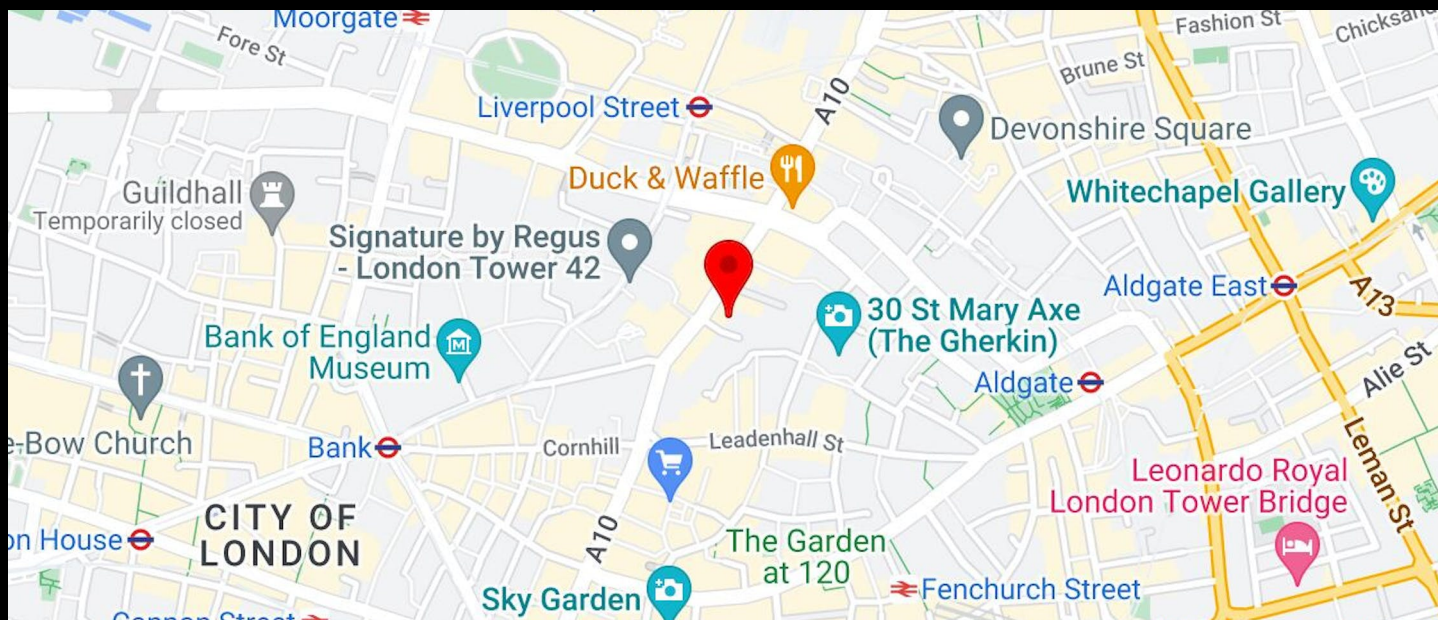 Moorgate
Fore St
Fashion St
Chicksand
Brune St
A10
Liverpool Street
Devonshire Square
Duck & Waffle
Whitechapel Gallery
Guildhall
Temporarily closed
Signature by Regus
- London Tower 42
Aldgate East
A13
30 St Mary Axe
(The Gherkin)
Bank of England
Museum
M
Aldgate
Alie St
e-Bow Church
Bank
Cornhill
Leadenhall St
Leman St
Leonardo Royal
London Tower Bridge
CITY OF
LONDON
on House
A10
The Garden
at 120
Sky Garden
Fenchurch Street
Cannon Street